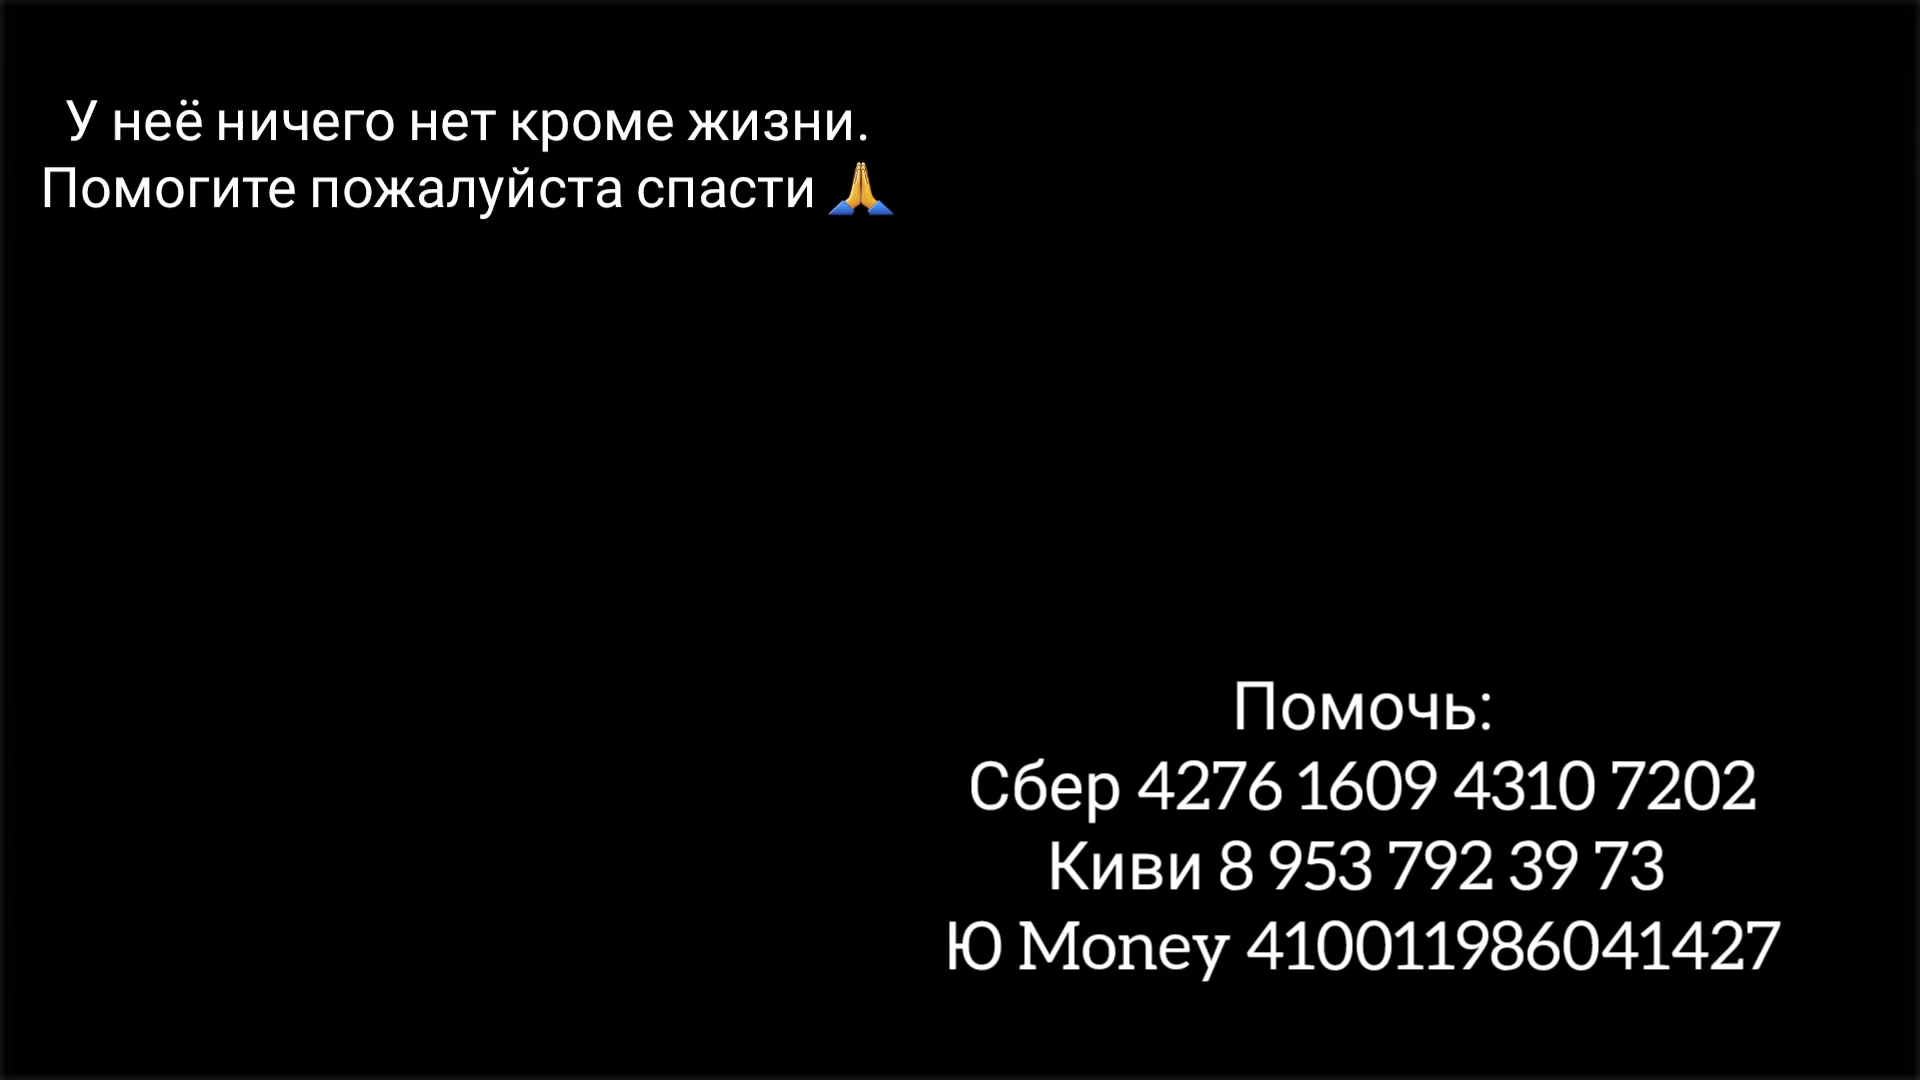 У неё ничего нет кроме жизни.
Помогите пожалуйста спасти 🙏
Помочь:
Сбер 4276 1609 4310 7202
Киви 8 953 792 39 73
Ю Money 410011986041427